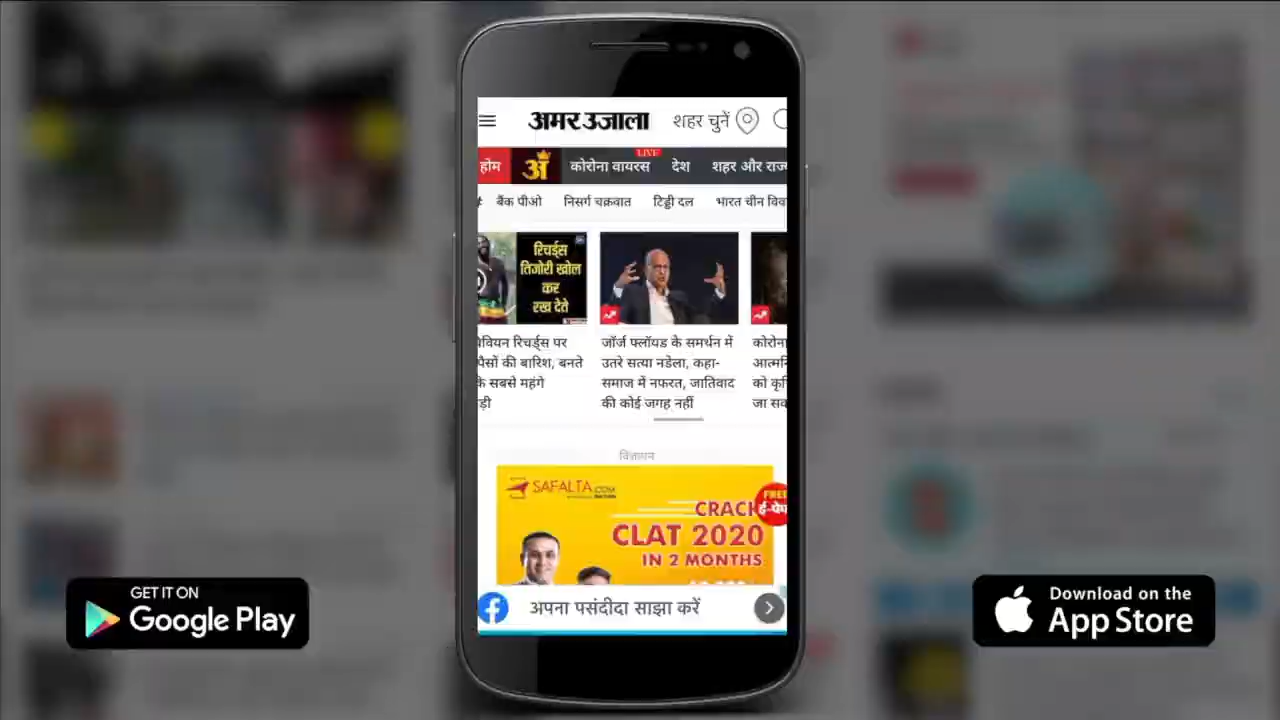 अमर उजाला
शहर चुनें
होम
अं
कोरोना वायरस
LIVE
देश
शहर और राज्
# बैंक पीओ
निसर्ग चक्रवात
टिड्डी दल
भारत चीन विव
रिचर्ड्स
तिजोरी खोल
कर
रख देते
वियन रिचर्ड्स पर
पैसों की बारिश, बनते
के सबसे महंगे
ड़ी
जॉर्ज फ्लॉयड के समर्थन में
उतरे सत्या नडेला, कहा-
समाज में नफरत, जातिवाद
की कोई जगह नहीं
कोरोन
आत्मनि
को कृ
जा सक
विज्ञापन
SAFALTA.COM
CRACK
CLAT 2020
IN 2 MONTHS
FREE
ई-पेप
अपना पसंदीदा साझा करें
GET IT ON
Google Play
Download on the
App Store